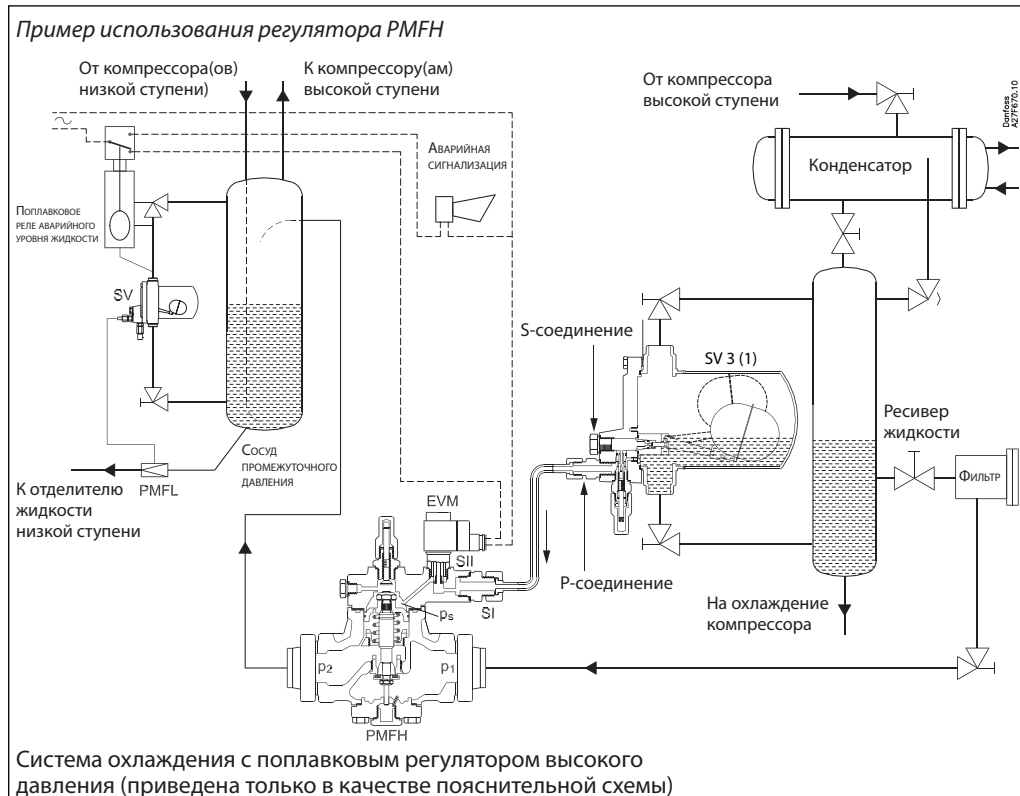 Пример использования регулятора PMFH
От компрессора(ов)
низкой ступени)
К компрессору(ам)
высокой ступени
От компрессора
высокой ступени
Danfoss
A27F670.10
Конденсатор
Аварийная
сигнализация
Поплавковое
реле аварийного
уровня жидкости
SV
S-соединение
SV 3 (1)
Ресивер
жидкости
Фильтр
Сосуд
промежуточного
давления
PMFL
К отделителю
жидкости
низкой ступени
EVM
SII
SI
ps
P-соединение
На охлаждение
компрессора
p2
p1
PMFH
Система охлаждения с поплавковым регулятором высокого
давления (приведена только в качестве пояснительной схемы)